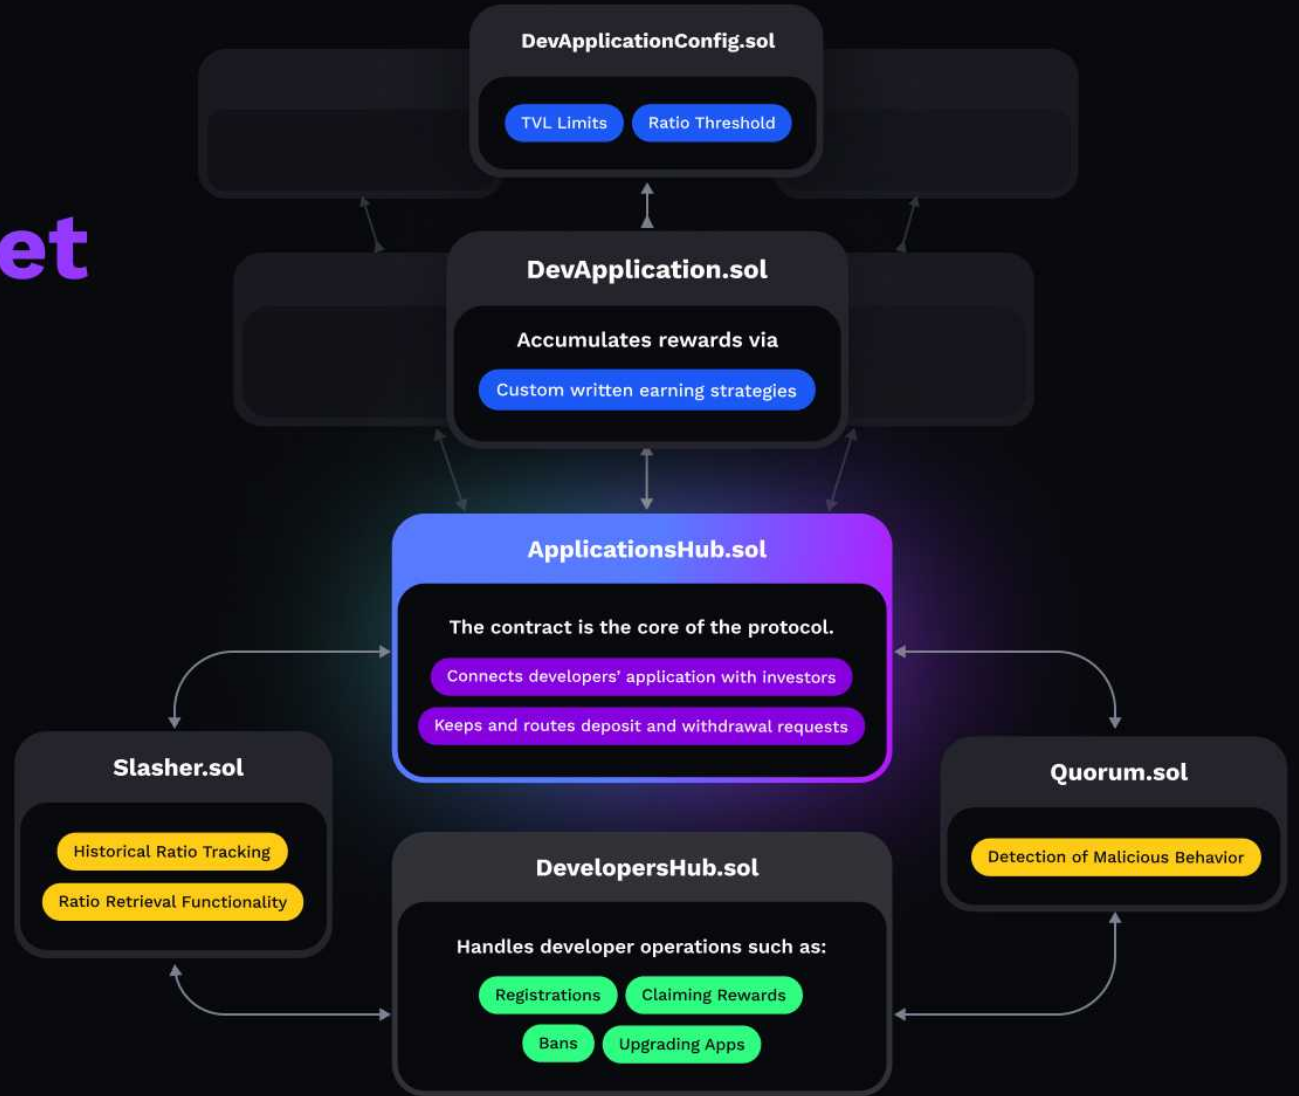 DevApplicationConfig.sol
TVL Limits
Ratio Threshold
et
DevApplication.sol
Accumulates rewards via
Custom written earning strategies
ApplicationsHub.sol
The contract is the core of the protocol.
Connects developers’ application with investors
Keeps and routes deposit and withdrawal requests
Slasher.sol
Historical Ratio Tracking
Ratio Retrieval Functionality
Quorum.sol
Detection of Malicious Behavior
DevelopersHub.sol
Handles developer operations such as:
Registrations
Claiming Rewards
Bans
Upgrading Apps